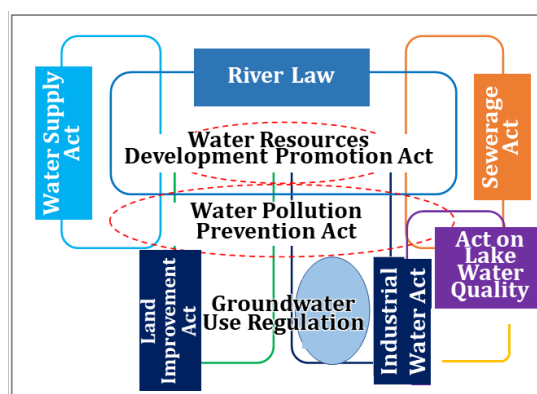 River Law
Water Supply
Act
Sewerage
Act
Water Resources
Development Promotion Act
Water Pollution
Prevention Act
Act on
Lake
Water
Quality
Land
Improvement
Act
Groundwater
Use Regulation
Industrial
Water Act